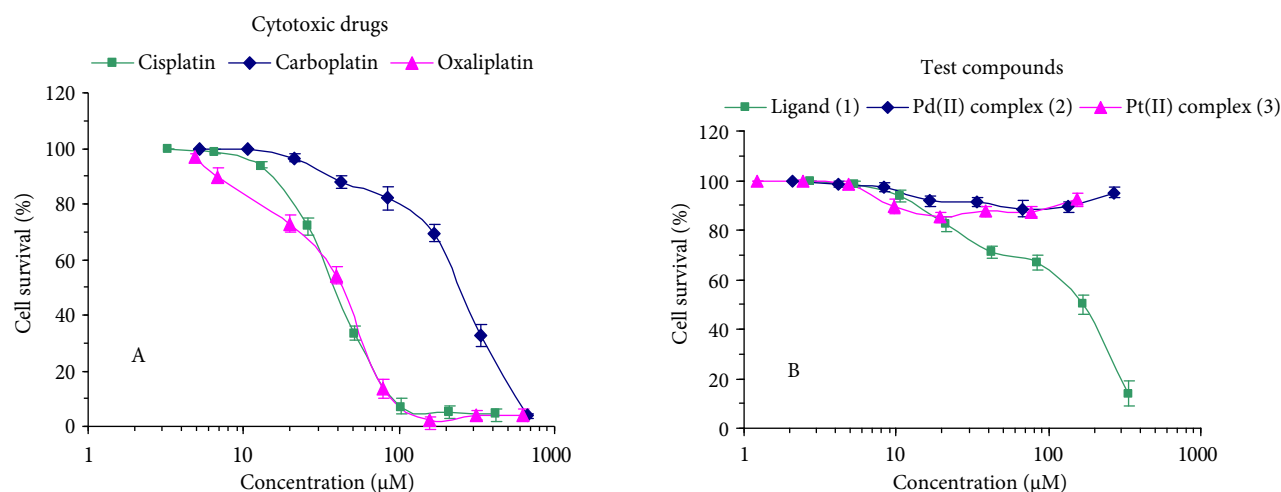 Cytotoxic drugs
Cisplatin Carboplatin Oxaliplatin
120
100
80
60
40
20
0
Cell survival (%)
A
1 10 100 1000
Concentration (µM)
Test compounds
Ligand (1) Pd(II) complex (2) Pt(II) complex (3)
120
100
80
60
40
20
0
Cell survival (%)
B
1 10 100 1000
Concentration (µM)